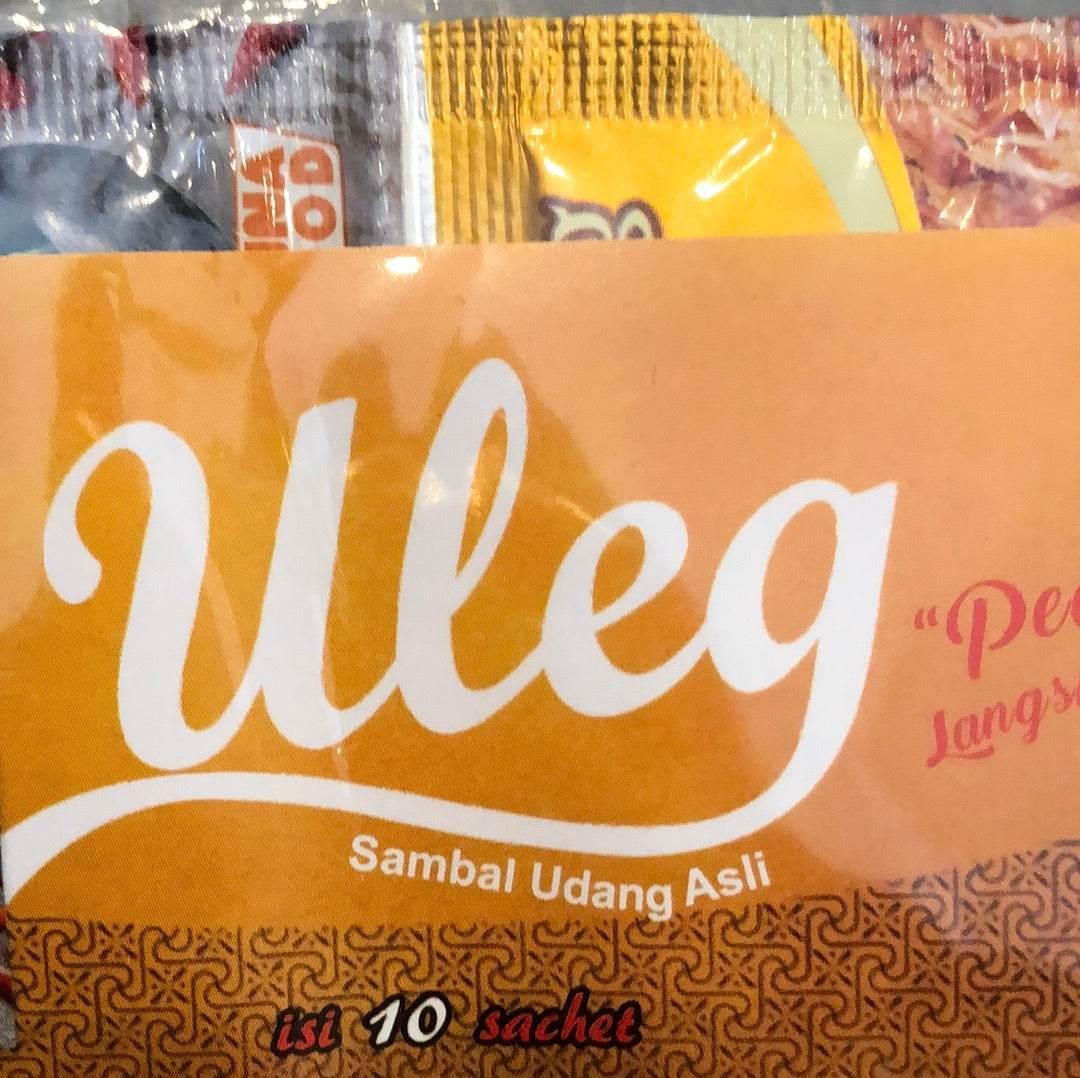 Uleg
Sambal Udang Asli
isi 10 sachet